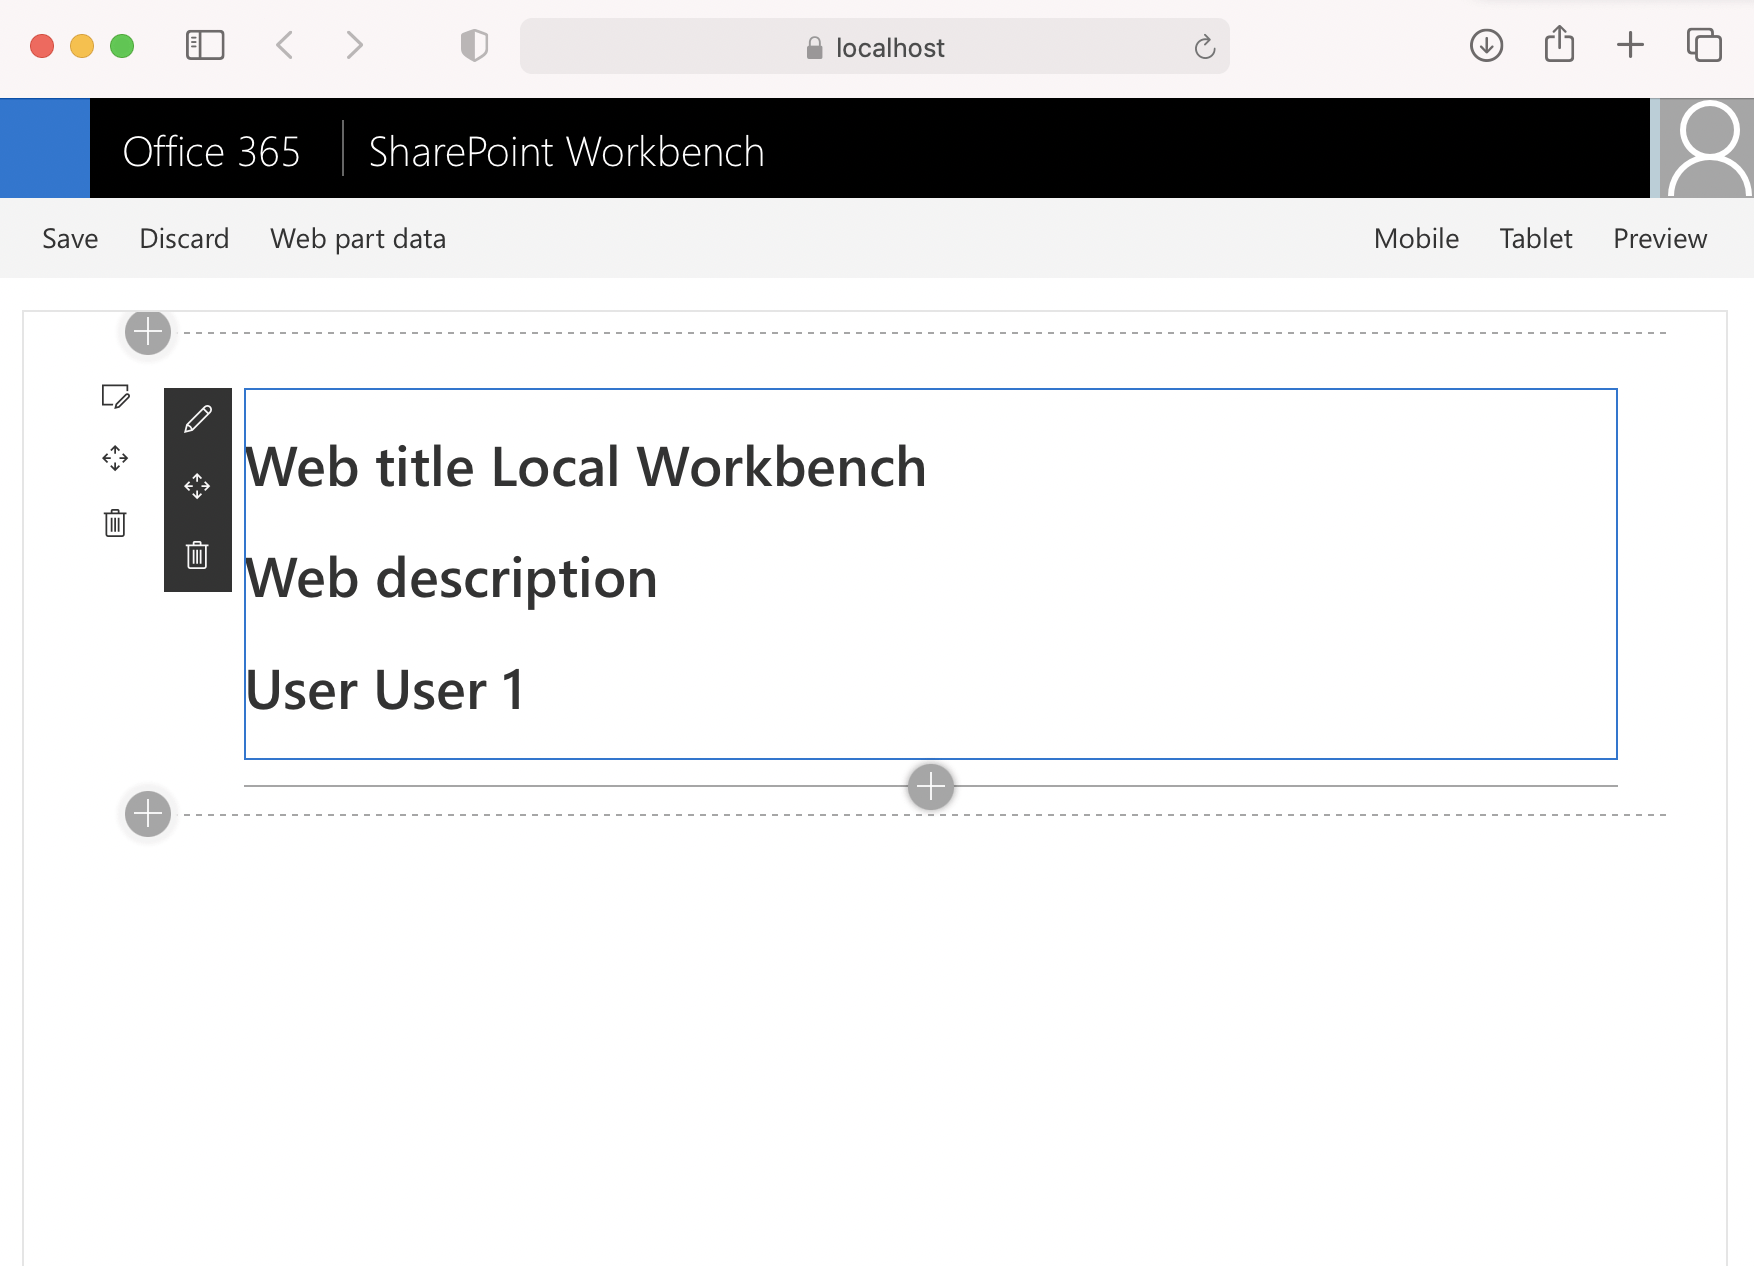 localhost
Office 365 SharePoint Workbench
Save Discard Web part data Mobile Tablet Preview
Web title Local Workbench
Web description
User User 1